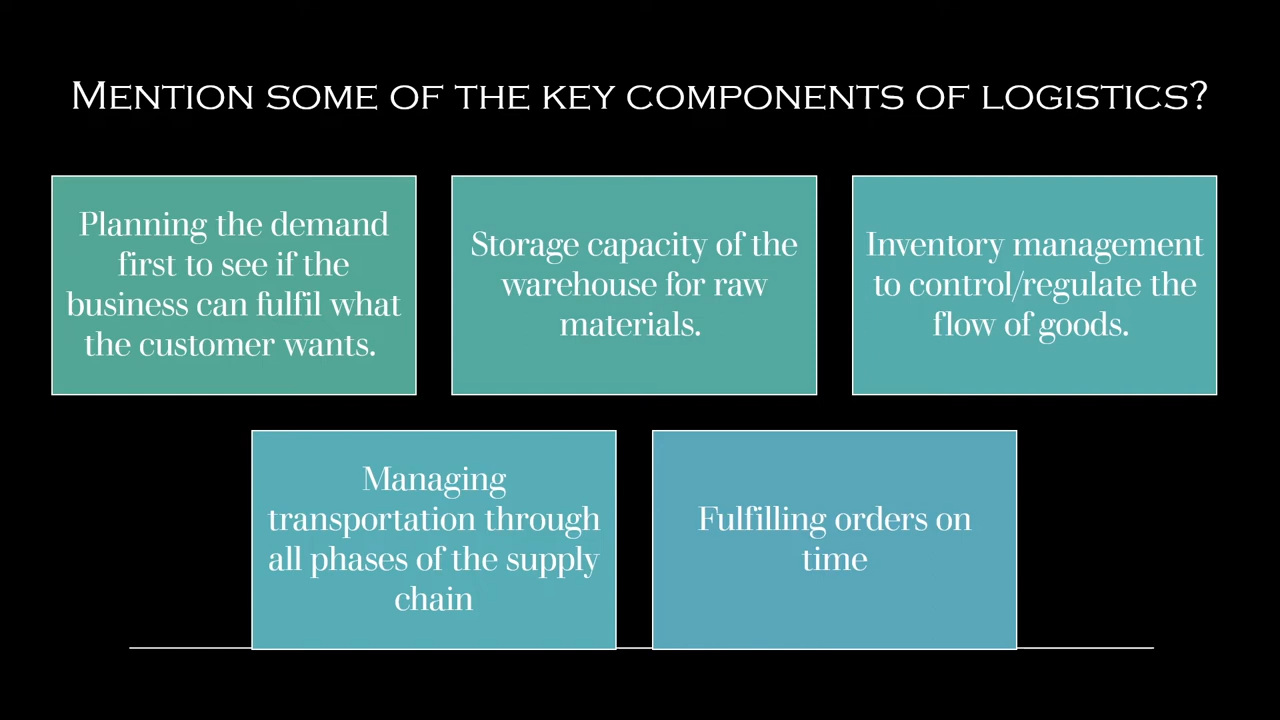 Mention some of the key components of logistics?
Planning the demand
first to see if the
business can fulfil what
the customer wants.
Storage capacity of the
warehouse for raw
materials.
Inventory management
to control/regulate the
flow of goods.
Managing
transportation through
all phases of the supply
chain
Fulfilling orders on
time